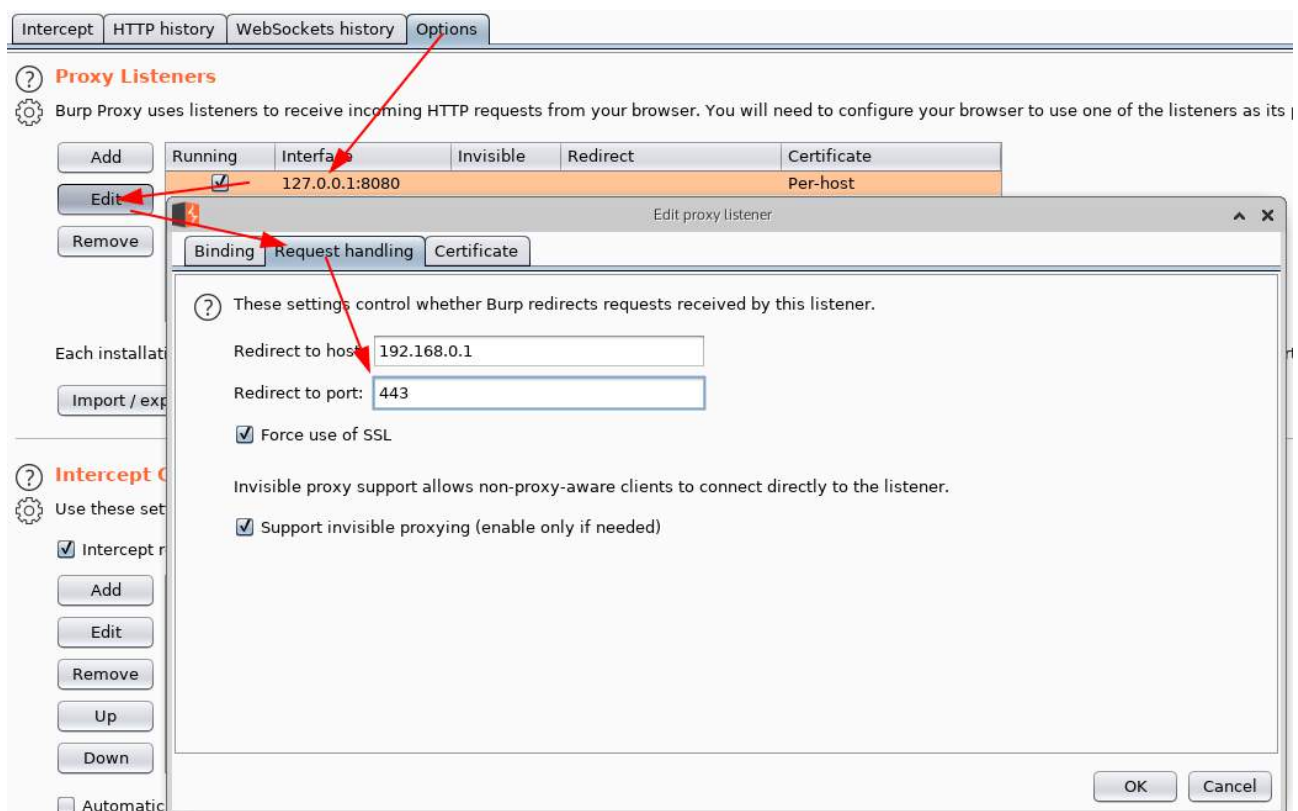 Intercept HTTP history WebSockets history Options
Proxy Listeners
Burp Proxy uses listeners to receive incoming HTTP requests from your browser. You will need to configure your browser to use one of the listeners as its
Add Running Interface Invisible Redirect Certificate
127.0.0.1:8080 Per-host
Edit
Edit proxy listener
Remove
Binding Request handling Certificate
These settings control whether Burp redirects requests received by this listener.
Each installati
Redirect to host: 192.168.0.1
Redirect to port: 443
Import / exp
Force use of SSL
Intercept C
Invisible proxy support allows non-proxy-aware clients to connect directly to the listener.
Use these set
Support invisible proxying (enable only if needed)
Intercept r
Add
Edit
Remove
Up
Down
OK Cancel
Automatic